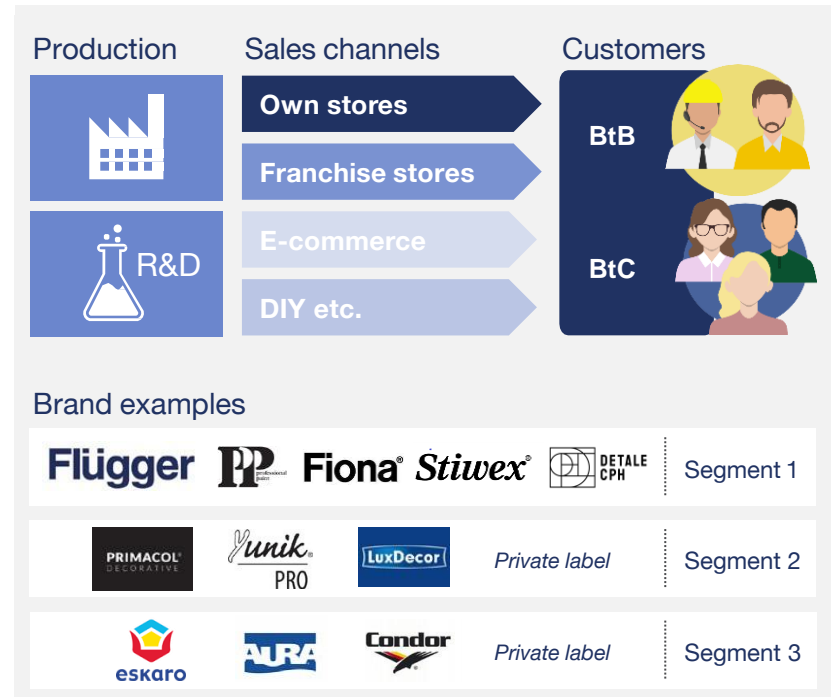 Production
Sales channels
Customers
Own stores
Franchise stores
E-commerce
DIY etc.
R&D
BtB
BtC
Brand examples
Flügger PP professional paint Fiona® Stiwex® DETALE CPH Segment 1
PRIMACOL® DECORATIVE Yunik® PRO LuxDecor Private label Segment 2
eskaro AURA Condor Private label Segment 3